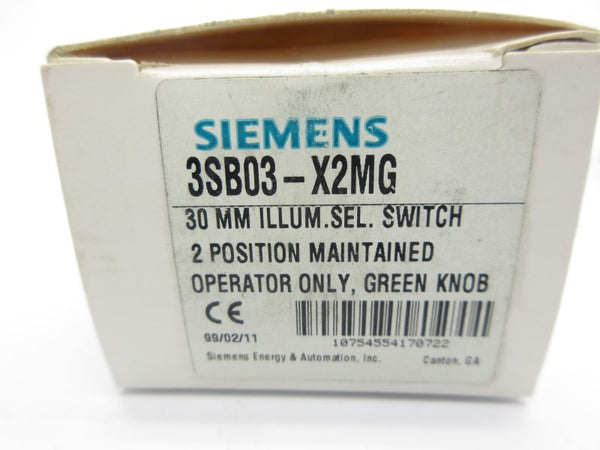 SIEMENS
3SB03-X2MG
30 MM ILLUM.SEL. SWITCH
2 POSITION MAINTAINED
OPERATOR ONLY, GREEN KNOB
CE
99/02/11
10754554170722
Siemens Energy & Automation, Inc. Canton, GA